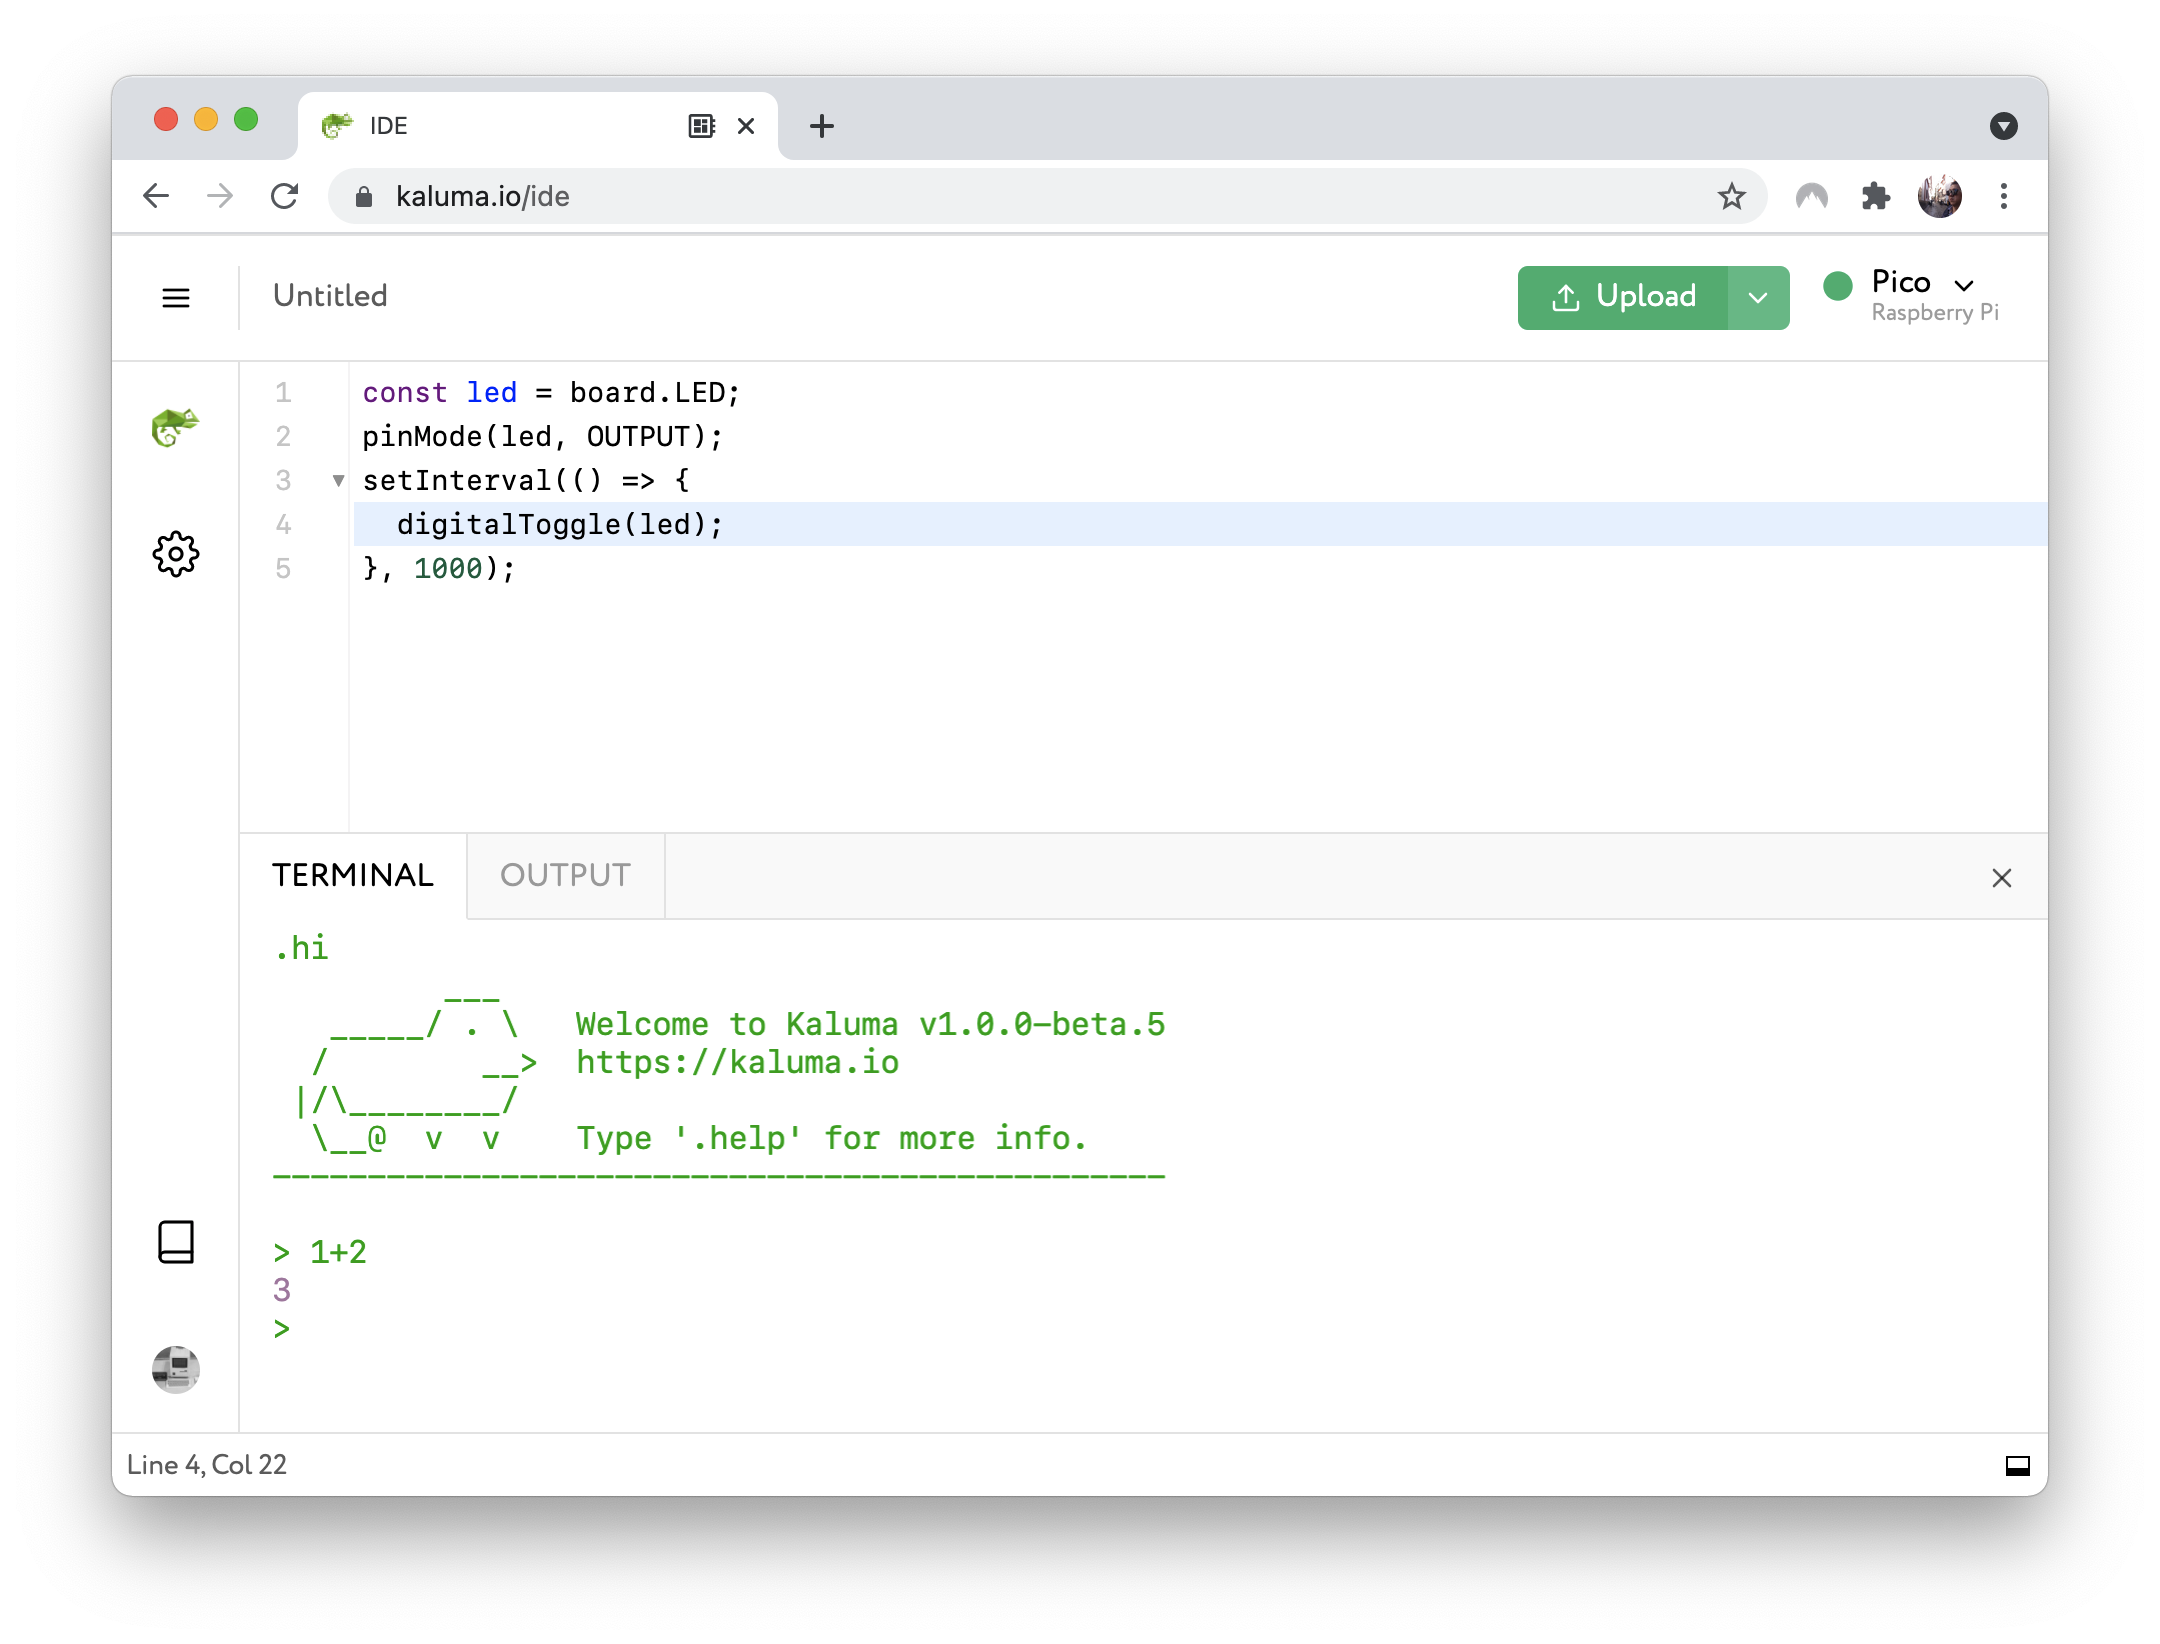 IDE
kaluma.io/ide
Untitled
Upload
Pico
Raspberry Pi
1 const led = board.LED;
2 pinMode(led, OUTPUT);
3 setInterval(() => {
4   digitalToggle(led);
5 }, 1000);
TERMINAL OUTPUT
.hi
         ___
   _____/ . \   Welcome to Kaluma v1.0.0-beta.5
  /        __>  https://kaluma.io
 |/\________/
  \__@  v  v    Type '.help' for more info.
-----------------------------------------------
> 1+2
3
>
Line 4, Col 22